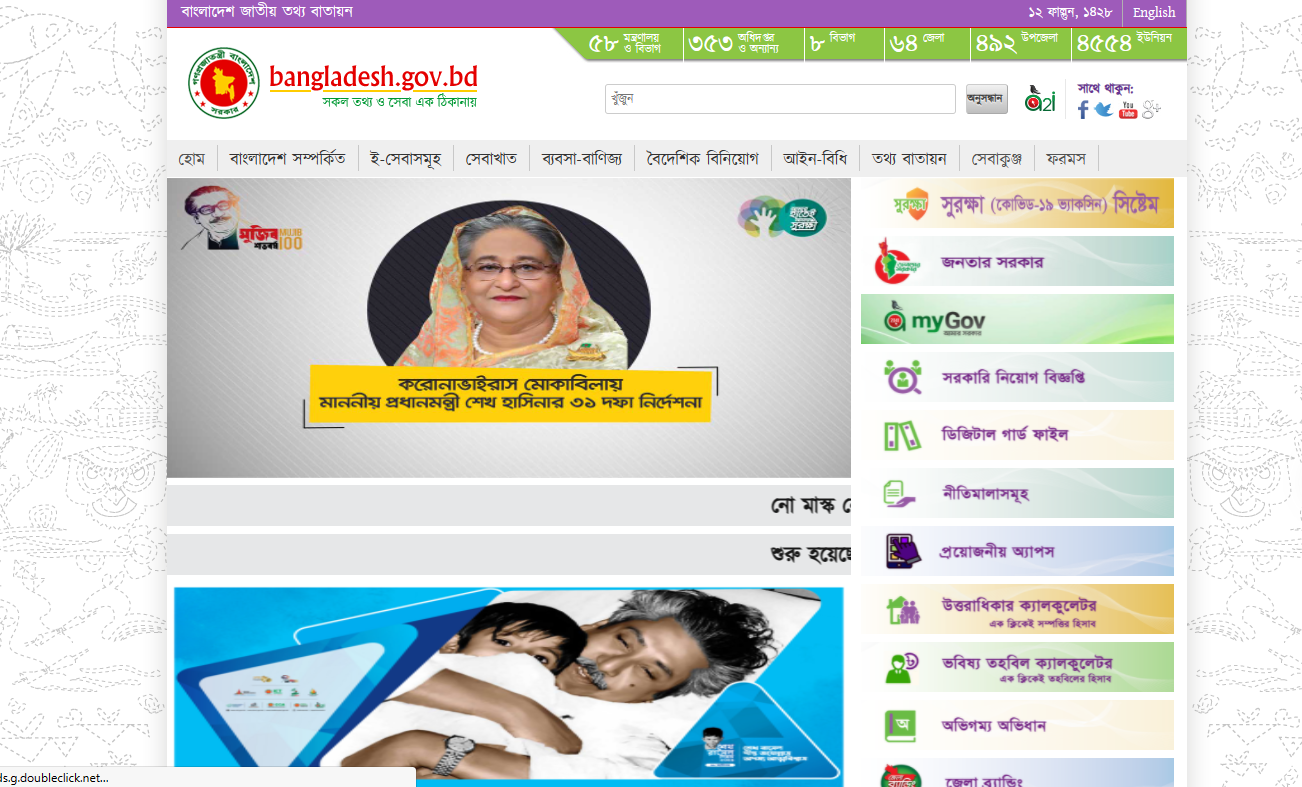 বাংলাদেশ জাতীয় তথ্য বাতায়ন
১২ ফাল্গুন, ১৪২৮
English
৫৮ মন্ত্রণালয় ও বিভাগ
৩৫৩ অধিদপ্তর ও অন্যান্য
৮ বিভাগ
৬৪ জেলা
৪৯২ উপজেলা
৪৫৫৪ ইউনিয়ন
গণপ্রজাতন্ত্রী বাংলাদেশ
সরকার
bangladesh.gov.bd
সকল তথ্য ও সেবা এক ঠিকানায়
খুঁজুন
অনুসন্ধান
a2i
সাথে থাকুন:
You Tube
হোম
বাংলাদেশ সম্পর্কিত
ই-সেবাসমূহ
সেবাখাত
ব্যবসা-বাণিজ্য
বৈদেশিক বিনিয়োগ
আইন-বিধি
তথ্য বাতায়ন
সেবাকুঞ্জ
ফরমস
মুজিব MUJIB
শতবর্ষ 100
করোনাভাইরাস মোকাবিলায়
মাননীয় প্রধানমন্ত্রী শেখ হাসিনার ৩১ দফা নির্দেশনা
নো মাস্ক
শুরু হয়েছে
সুরক্ষা
সুরক্ষা (কোভিড-১৯ ভ্যাকসিন) সিস্টেম
জনতার সরকার
myGov
আমার সরকার
সরকারি নিয়োগ বিজ্ঞপ্তি
ডিজিটাল গার্ড ফাইল
নীতিমালাসমূহ
প্রয়োজনীয় অ্যাপস
উত্তরাধিকার ক্যালকুলেটর
এক ক্লিকেই সম্পত্তির হিসাব
ভবিষ্য তহবিল ক্যালকুলেটর
এক ক্লিকেই তহবিলের হিসাব
অ
অভিগম্য অভিধান
জেলা ব্র্যান্ডিং
ds.g.doubleclick.net...